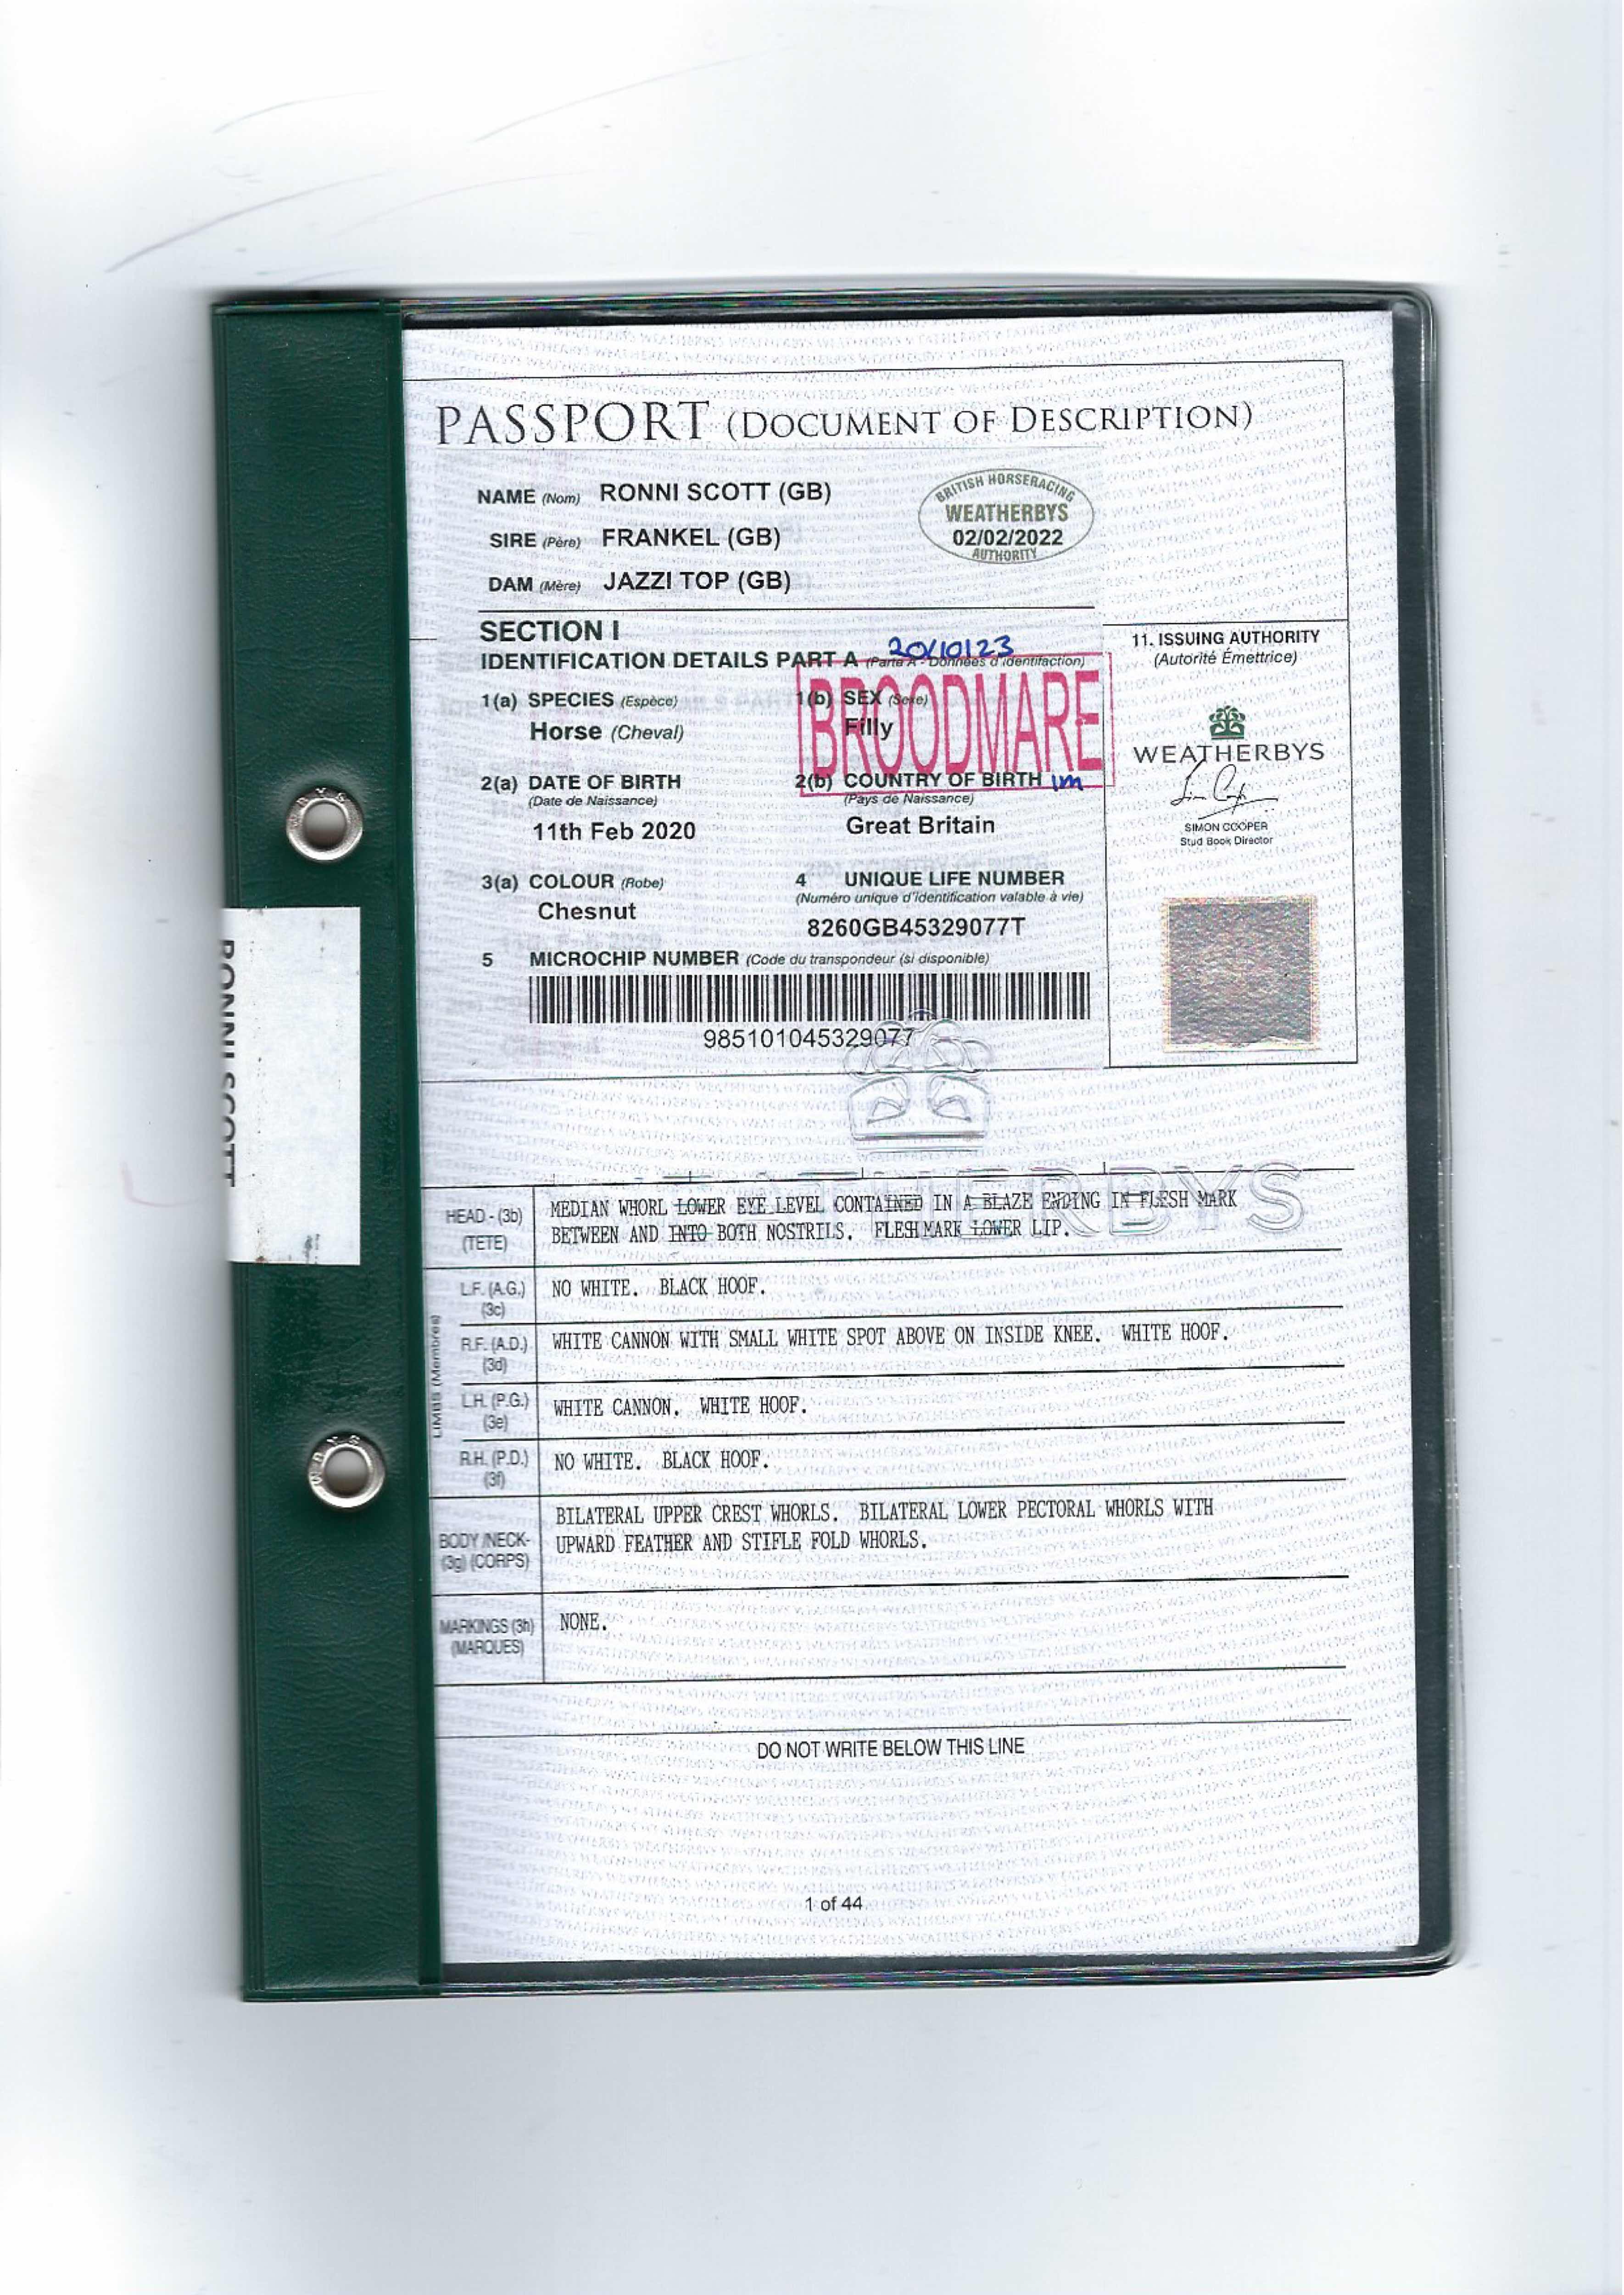 PASSPORT (DOCUMENT OF DESCRIPTION)
NAME (Nom) RONNI SCOTT (GB)
SIRE (Père) FRANKEL (GB)
DAM (Mère) JAZZI TOP (GB)
BRITISH HORSERACING
WEATHERBYS
02/02/2022
AUTHORITY
SECTION I
20/10/23
IDENTIFICATION DETAILS PART A (Partie A - Données d'identifaction)
BROODMARE
1(a) SPECIES (Espèce)
Horse (Cheval)
1(b) SEX (Sexe)
Filly
2(a) DATE OF BIRTH
(Date de Naissance)
11th Feb 2020
2(b) COUNTRY OF BIRTH
(Pays de Naissance)
Great Britain
3(a) COLOUR (Robe)
Chesnut
4 UNIQUE LIFE NUMBER
(Numéro unique d'identification valable à vie)
8260GB45329077T
5 MICROCHIP NUMBER (Code du transpondeur (si disponible)
985101045329077
11. ISSUING AUTHORITY
(Autorité Émettrice)
WEATHERBYS
SIMON COOPER
Stud Book Director
RONNI SCOTT
HEAD - (3b)
(TETE)
MEDIAN WHORL LOWER EYE LEVEL CONTAINED IN A BLAZE ENDING IN FLESH MARK
BETWEEN AND INTO BOTH NOSTRILS. FLESH MARK LOWER LIP.
LIMBS (Membres)
L.F. (A.G.)
(3c)
NO WHITE. BLACK HOOF.
R.F. (A.D.)
(3d)
WHITE CANNON WITH SMALL WHITE SPOT ABOVE ON INSIDE KNEE. WHITE HOOF.
L.H. (P.G.)
(3e)
WHITE CANNON. WHITE HOOF.
R.H. (P.D.)
(3f)
NO WHITE. BLACK HOOF.
BODY/NECK-
(3g) (CORPS)
BILATERAL UPPER CREST WHORLS. BILATERAL LOWER PECTORAL WHORLS WITH
UPWARD FEATHER AND STIFLE FOLD WHORLS.
MARKINGS (3h)
(MARQUES)
NONE.
DO NOT WRITE BELOW THIS LINE
1 of 44